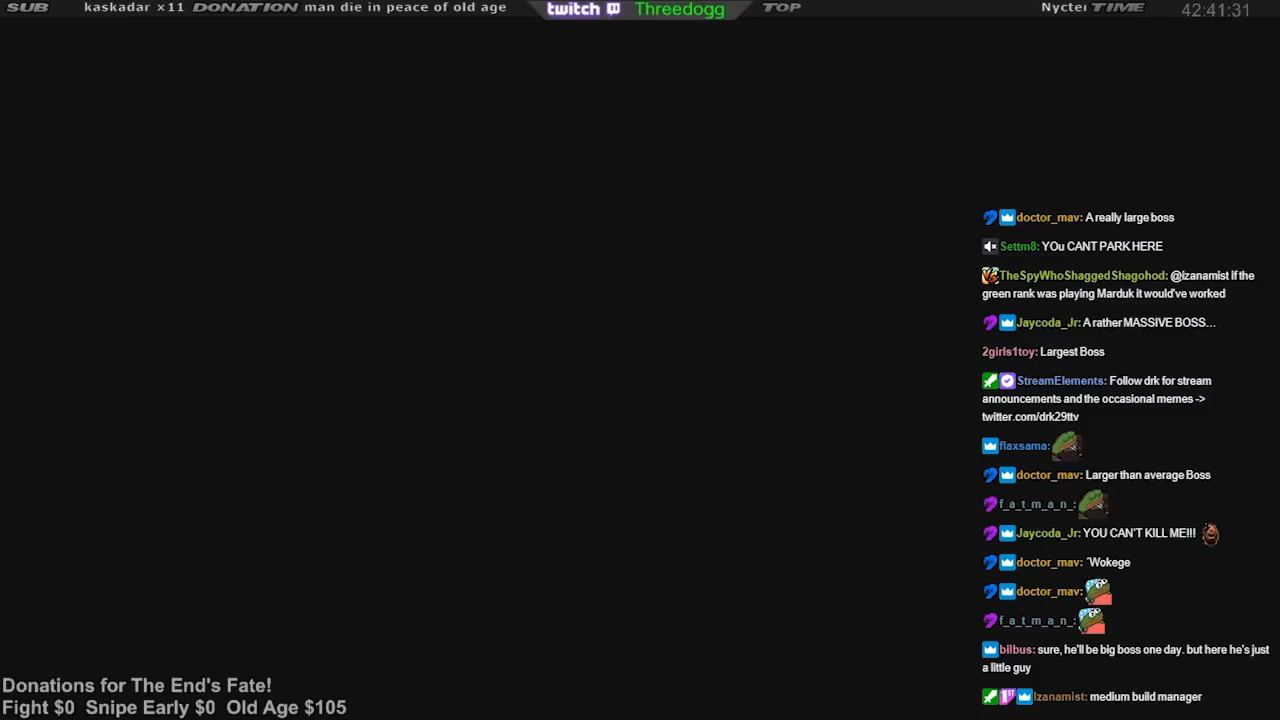 SUB kaskadar ×11 DONATION man die in peace of old age twitch Threedogg TOP Nyctei TIME 42:41:31
doctor_mav: A really large boss
Settm8: YOu CANT PARK HERE
TheSpyWhoShaggedShagohod: @Izanamist if the
green rank was playing Marduk it would've worked
Jaycoda_Jr: A rather MASSIVE BOSS...
2girls1toy: Largest Boss
StreamElements: Follow drk for stream
announcements and the occasional memes ->
twitter.com/drk29ttv
flaxsama:
doctor_mav: Larger than average Boss
f_a_t_m_a_n_:
Jaycoda_Jr: YOU CAN'T KILL ME!!!
doctor_mav: "Wokege
doctor_mav:
f_a_t_m_a_n_:
bilbus: sure, he'll be big boss one day. but here he's just
a little guy
1ST Izanamist: medium build manager
Donations for The End's Fate!
Fight $0 Snipe Early $0 Old Age $105